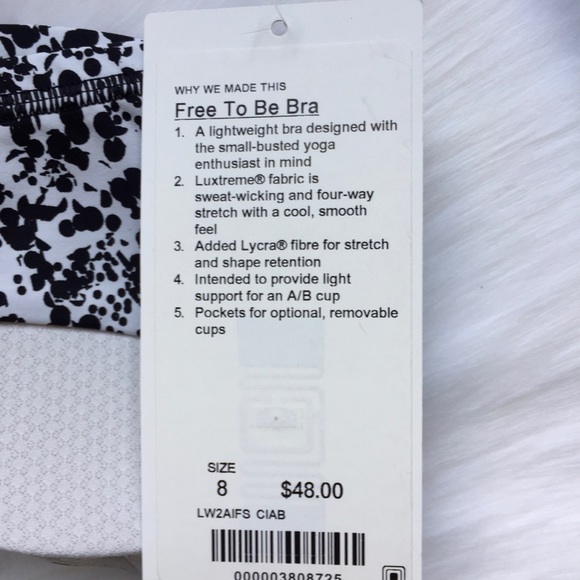 WHY WE MADE THIS
Free To Be Bra
1. A lightweight bra designed with
the small-busted yoga
enthusiast in mind
2. Luxtreme® fabric is
sweat-wicking and four-way
stretch with a cool, smooth
feel
3. Added Lycra® fibre for stretch
and shape retention
4. Intended to provide light
support for an A/B cup
5. Pockets for optional, removable
cups
SIZE
8 $48.00
LW2AIFS CIAB
000003808725